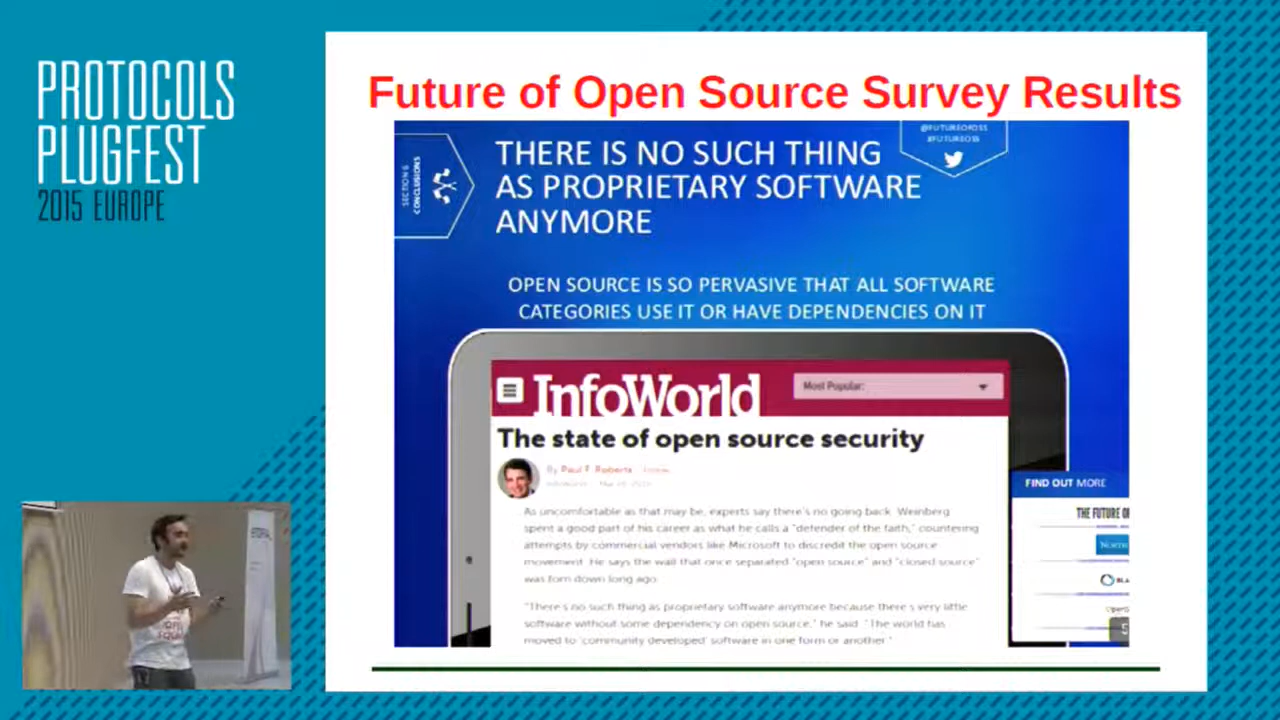 PROTOCOLS
PLUGFEST
2015 EUROPE
Future of Open Source Survey Results
SECTION 6
CONCLUSIONS
THERE IS NO SUCH THING
AS PROPRIETARY SOFTWARE
ANYMORE
@FUTUREOFOSS
#FUTUREOSS
OPEN SOURCE IS SO PERVASIVE THAT ALL SOFTWARE
CATEGORIES USE IT OR HAVE DEPENDENCIES ON IT
InfoWorld
Most Popular:
The state of open source security
By Paul F. Roberts
As uncomfortable as that may be, experts say there's no going back. Weinberg
spent a good part of his career as what he calls a "defender of the faith," countering
attempts by commercial vendors like Microsoft to discredit the open source
movement. He says the wall that once separated "open source" and "closed source"
was torn down long ago.
"There's no such thing as proprietary software anymore because there's very little
software without some dependency on open source," he said. "The world has
moved to 'community developed' software in one form or another."
FIND OUT MORE
THE FUTURE O
NORTH
BLA
OpenS
5